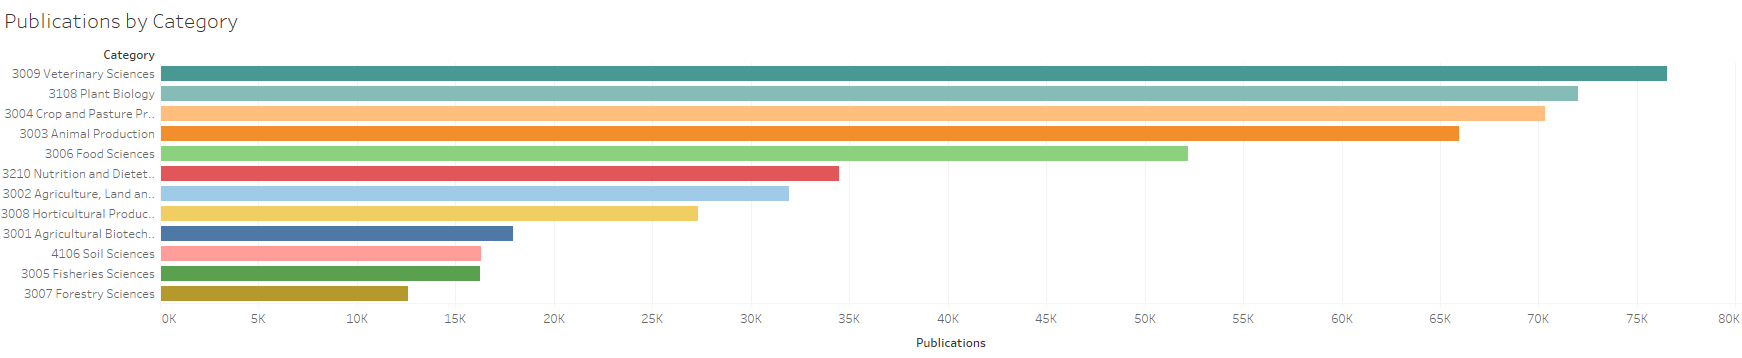 Publications by Category
Category
3009 Veterinary Sciences
3108 Plant Biology
3004 Crop and Pasture Pr..
3003 Animal Production
3006 Food Sciences
3210 Nutrition and Dietet..
3002 Agriculture, Land an..
3008 Horticultural Produc..
3001 Agricultural Biotech..
4106 Soil Sciences
3005 Fisheries Sciences
3007 Forestry Sciences
0K 5K 10K 15K 20K 25K 30K 35K 40K 45K 50K 55K 60K 65K 70K 75K 80K
Publications